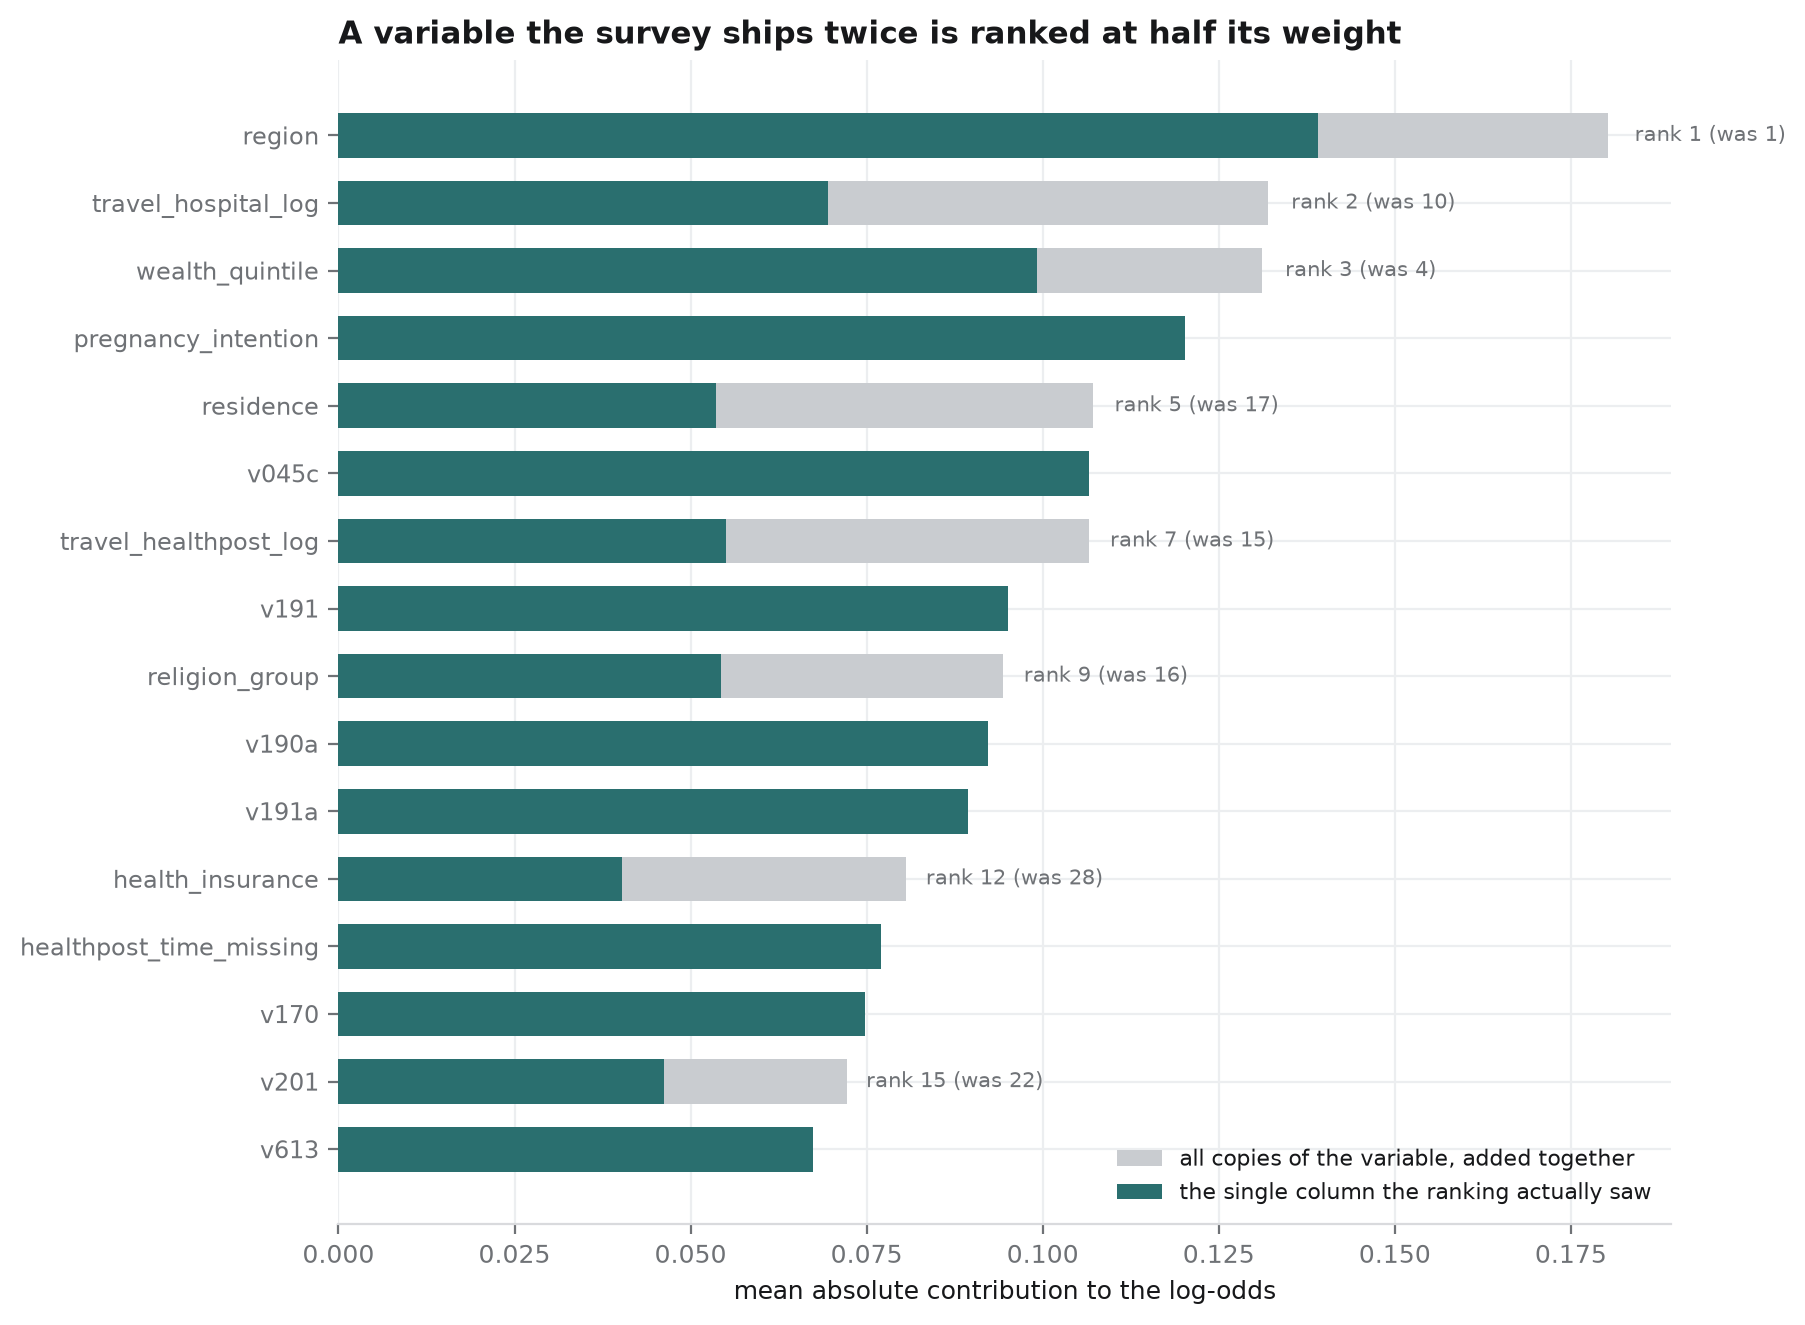 A variable the survey ships twice is ranked at half its weight
region
rank 1 (was 1)
travel_hospital_log
rank 2 (was 10)
wealth_quintile
rank 3 (was 4)
pregnancy_intention
residence
rank 5 (was 17)
v045c
travel_healthpost_log
rank 7 (was 15)
v191
religion_group
rank 9 (was 16)
v190a
v191a
health_insurance
rank 12 (was 28)
healthpost_time_missing
v170
v201
rank 15 (was 22)
v613
all copies of the variable, added together
the single column the ranking actually saw
0.000 0.025 0.050 0.075 0.100 0.125 0.150 0.175
mean absolute contribution to the log-odds